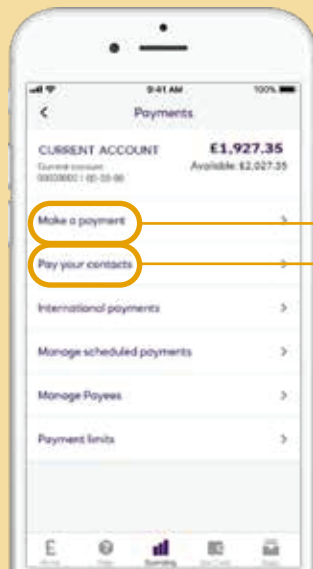 9:41 AM 100%
Payments
CURRENT ACCOUNT £1,927.35
Current account Available: £2,027.35
Make a payment
Pay your contacts
International payments
Manage scheduled payments
Manage Payees
Payment limits
Spending